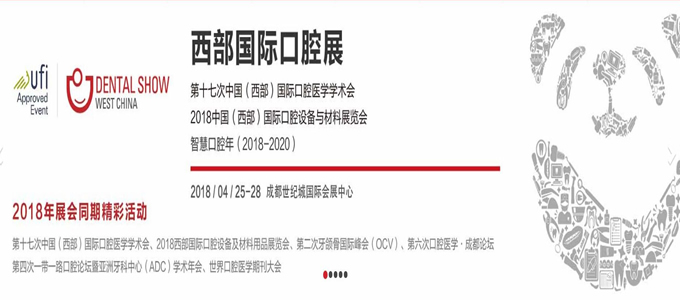 西部国际口腔展
ufi
Approved
Event
DENTAL SHOW
WEST CHINA
第十七次中国（西部）国际口腔医学学术会
2018中国（西部）国际口腔设备与材料展览会
智慧口腔年（2018-2020）
2018 / 04 / 25-28 成都世纪城国际会展中心
2018年展会同期精彩活动
第十七次中国（西部）国际口腔医学学术会、2018西部国际口腔设备及材料用品展览会、第二次牙颌骨国际峰会（OCV）、第六次口腔医学·成都论坛
第四次一带一路口腔论坛暨亚洲牙科中心（ADC）学术年会、世界口腔医学期刊大会